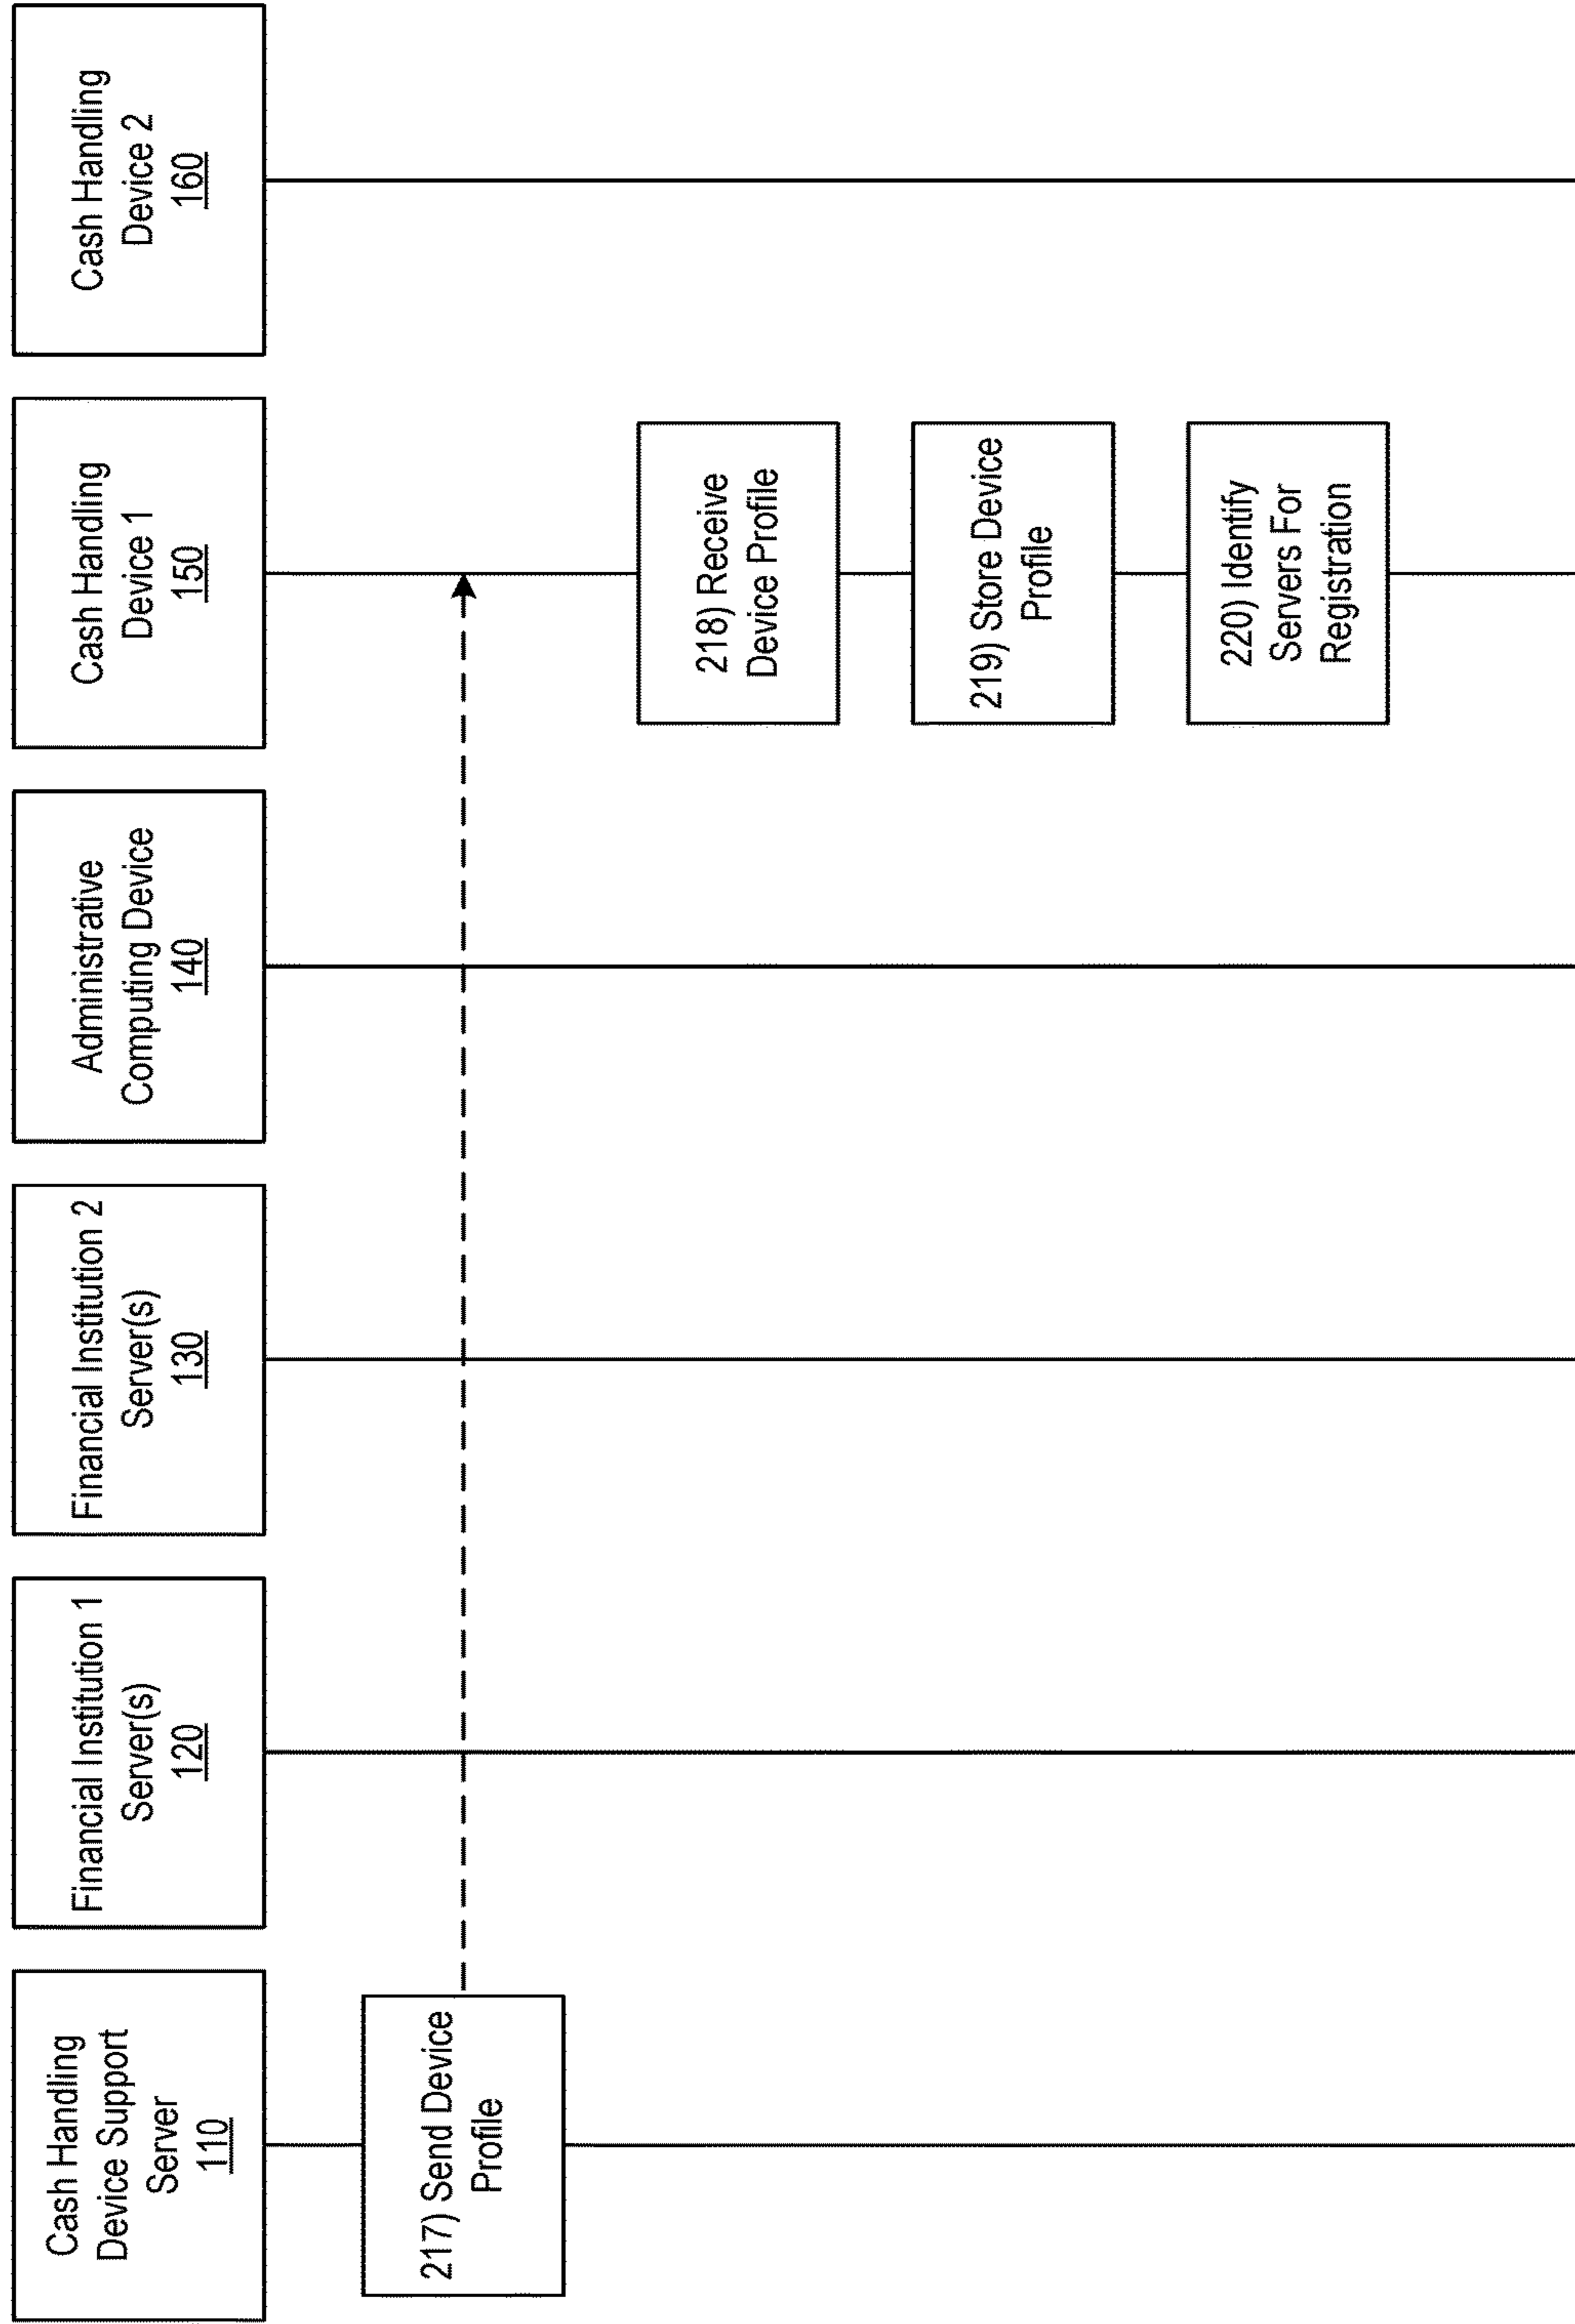 Cash Handling
Device Support
Server
110
Financial Institution 1
Server(s)
120
Financial Institution 2
Server(s)
130
Administrative
Computing Device
140
Cash Handling
Device 1
150
Cash Handling
Device 2
160
217) Send Device
Profile
218) Receive
Device Profile
219) Store Device
Profile
220) Identify
Servers For
Registration